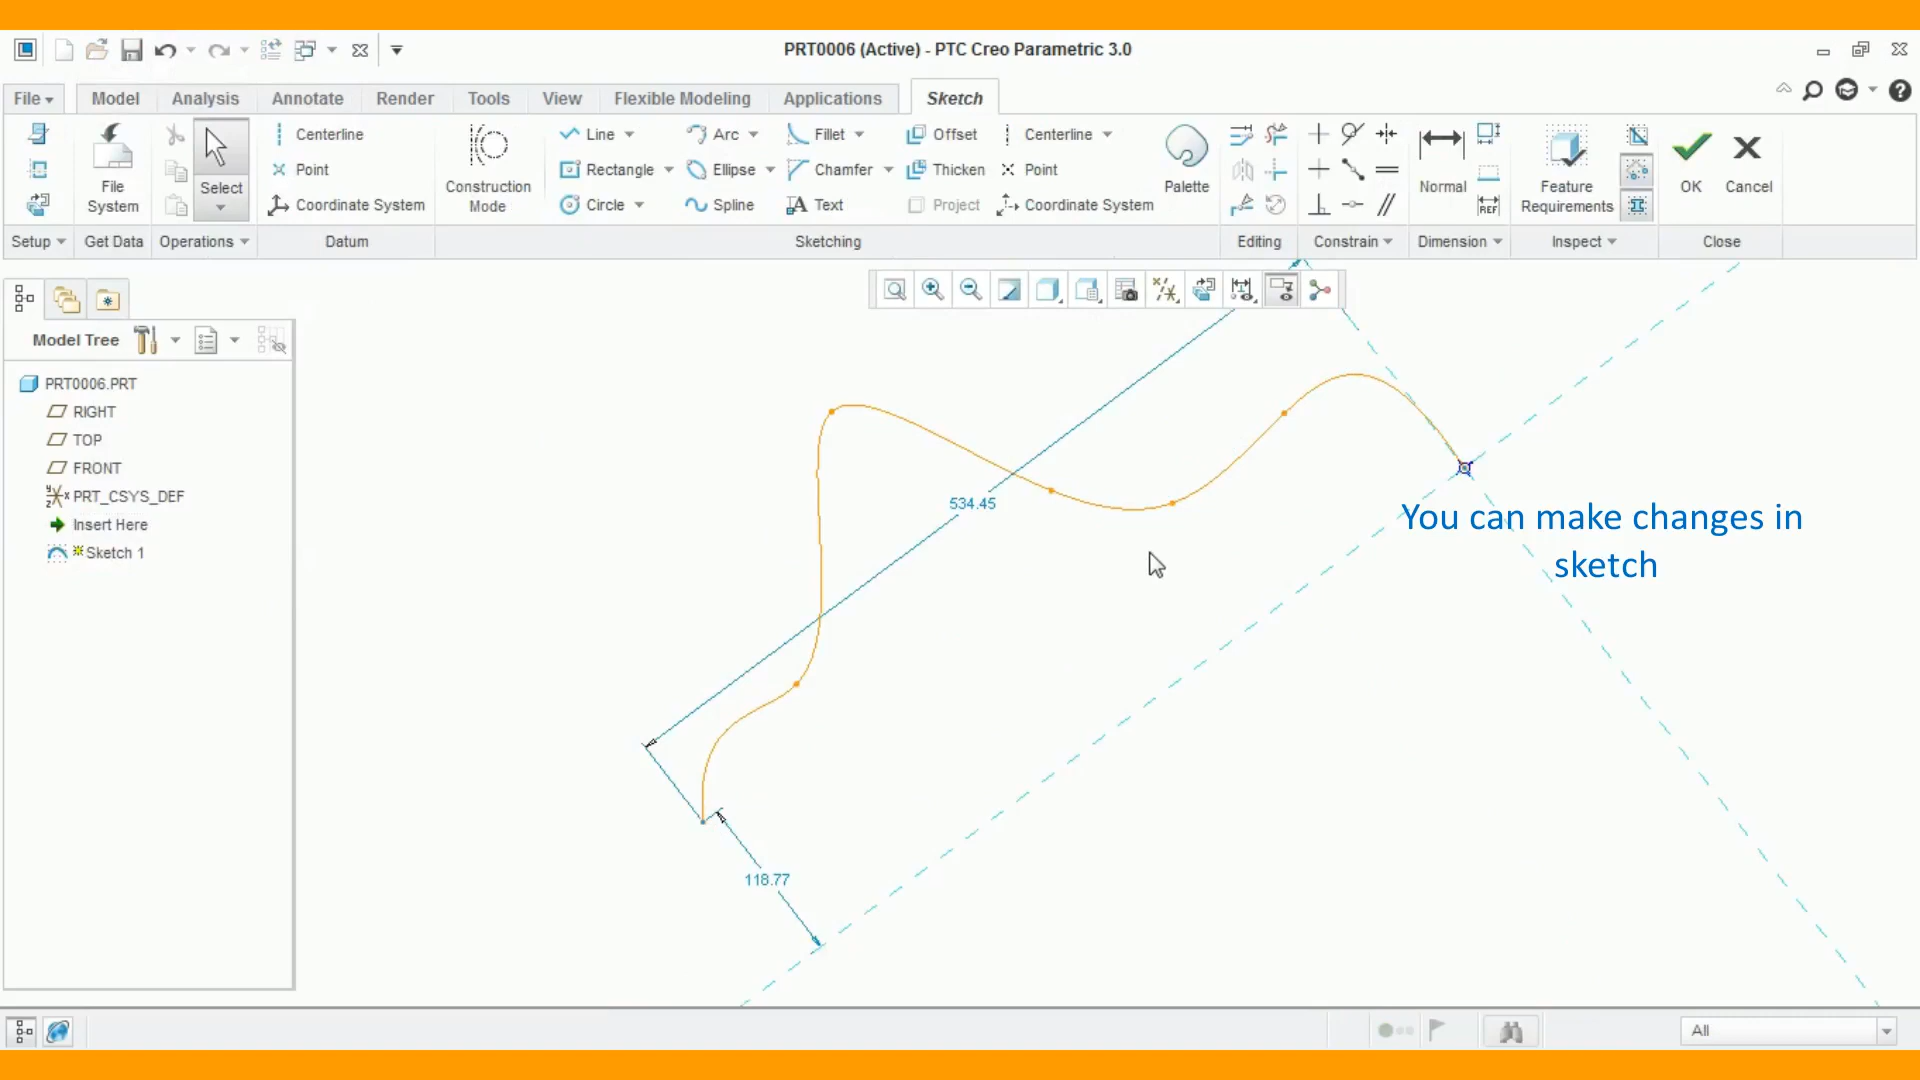 PRT0006 (Active) - PTC Creo Parametric 3.0
File Model Analysis Annotate Render Tools View Flexible Modeling Applications Sketch
Centerline Line Arc Fillet Offset Centerline
Point Rectangle Ellipse Chamfer Thicken Point
File System Select Construction Mode Palette Normal Feature Requirements OK Cancel
Coordinate System Circle Spline Text Project Coordinate System
REF
Setup Get Data Operations Datum Sketching Editing Constrain Dimension Inspect Close
Model Tree
PRT0006.PRT
RIGHT
TOP
FRONT
PRT_CSYS_DEF
Insert Here
Sketch 1
534.45
118.77
You can make changes in
sketch
All